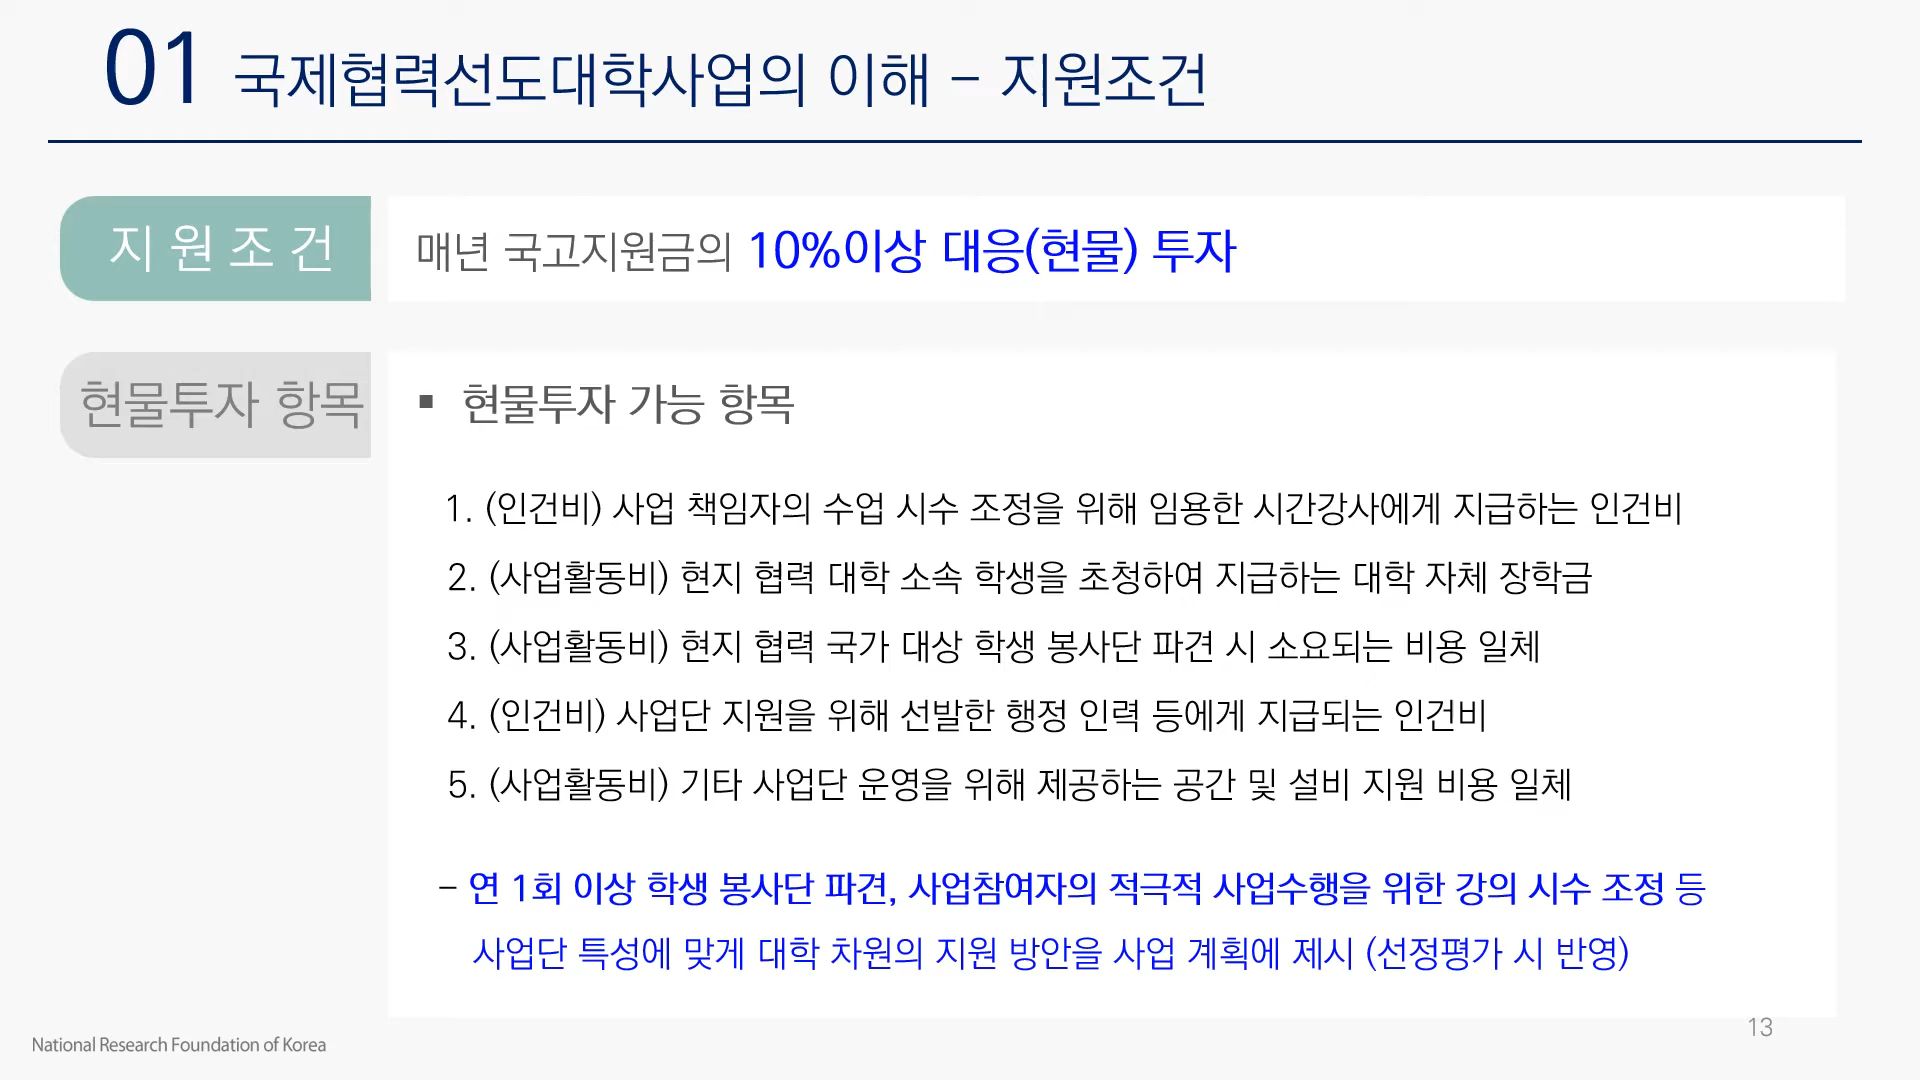 01 국제협력선도대학사업의 이해 - 지원조건
지 원 조 건
매년 국고지원금의 10%이상 대응(현물) 투자
현물투자 항목
▪ 현물투자 가능 항목
1. (인건비) 사업 책임자의 수업 시수 조정을 위해 임용한 시간강사에게 지급하는 인건비
2. (사업활동비) 현지 협력 대학 소속 학생을 초청하여 지급하는 대학 자체 장학금
3. (사업활동비) 현지 협력 국가 대상 학생 봉사단 파견 시 소요되는 비용 일체
4. (인건비) 사업단 지원을 위해 선발한 행정 인력 등에게 지급되는 인건비
5. (사업활동비) 기타 사업단 운영을 위해 제공하는 공간 및 설비 지원 비용 일체
- 연 1회 이상 학생 봉사단 파견, 사업참여자의 적극적 사업수행을 위한 강의 시수 조정 등
사업단 특성에 맞게 대학 차원의 지원 방안을 사업 계획에 제시 (선정평가 시 반영)
13
National Research Foundation of Korea